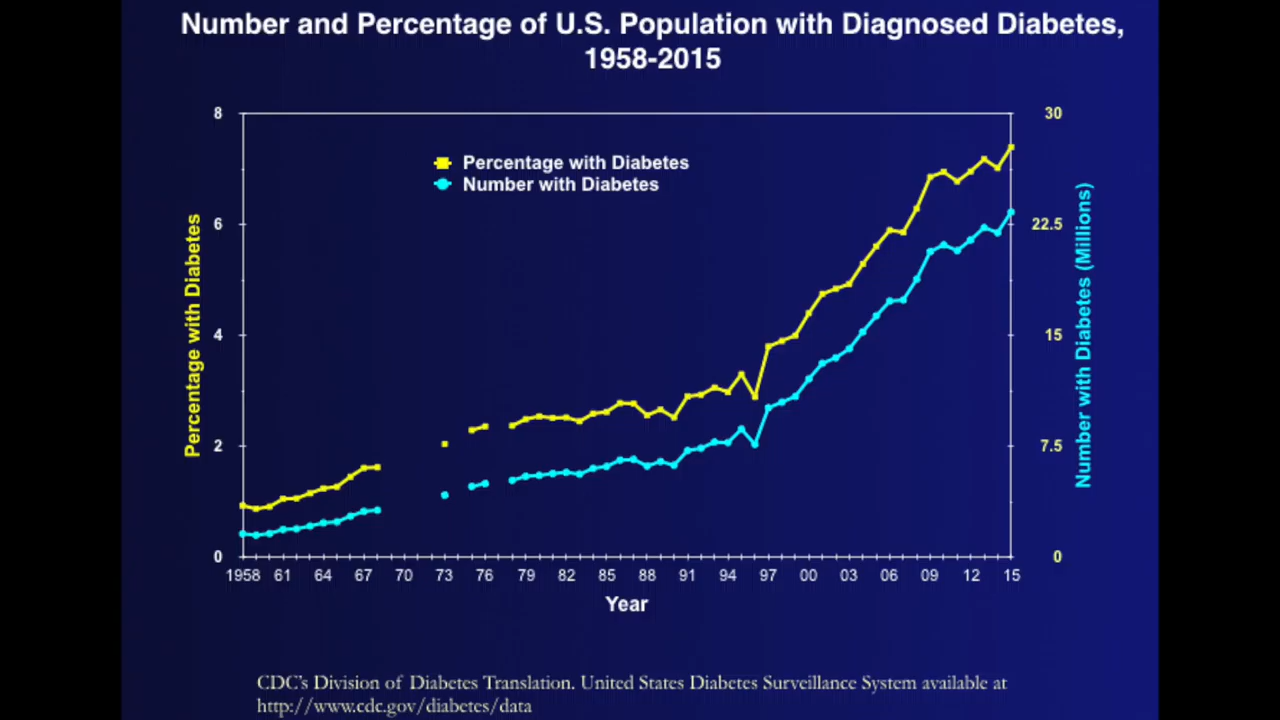 Number and Percentage of U.S. Population with Diagnosed Diabetes,
1958-2015
8
30
Percentage with Diabetes
Number with Diabetes
6
22.5
Percentage with Diabetes
Number with Diabetes (Millions)
4
15
2
7.5
0
0
1958 61 64 67 70 73 76 79 82 85 88 91 94 97 00 03 06 09 12 15
Year
CDC's Division of Diabetes Translation. United States Diabetes Surveillance System available at
http://www.cdc.gov/diabetes/data